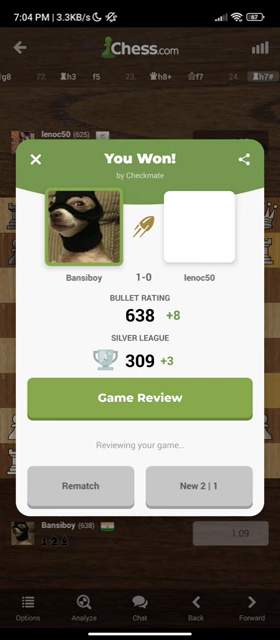 7:04 PM | 3.3KB/s
67
Chess.com
g8 22. h3 f5 23. h8+ f7 24. h7#
lenoc50 (625)
You Won!
by Checkmate
Bansiboy 1-0 lenoc50
BULLET RATING
638 +8
SILVER LEAGUE
309 +3
Game Review
Reviewing your game...
Rematch New 2 | 1
Bansiboy (638) 1:09
Options Analyze Chat Back Forward